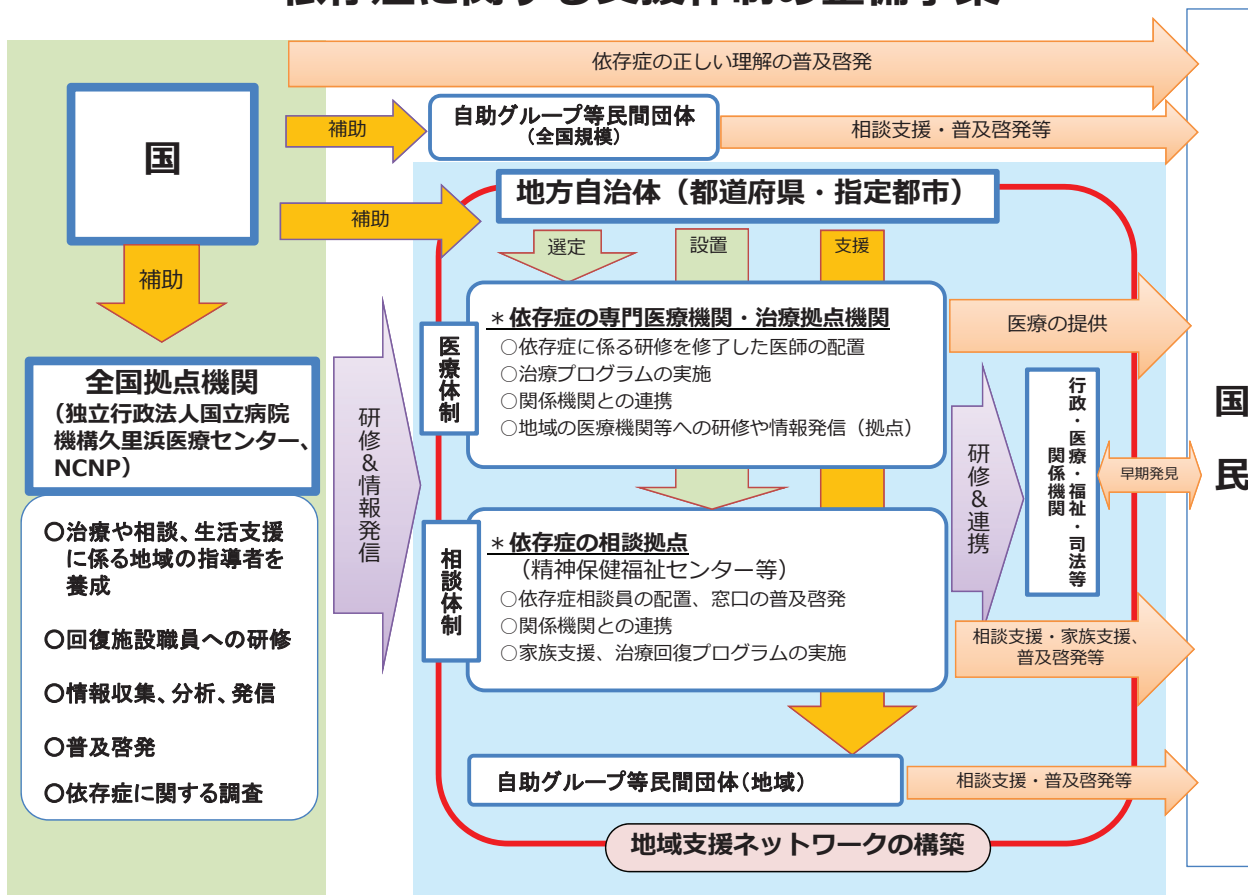 依存症に関する支援体制の整備事業
依存症の正しい理解の普及啓発
国
補助
自助グループ等民間団体
（全国規模）
相談支援・普及啓発等
補助
地方自治体（都道府県・指定都市）
選定
設置
支援
補助
医療体制
＊依存症の専門医療機関・治療拠点機関
○依存症に係る研修を修了した医師の配置
○治療プログラムの実施
○関係機関との連携
○地域の医療機関等への研修や情報発信（拠点）
医療の提供
全国拠点機関
（独立行政法人国立病院
機構久里浜医療センター、
NCNP）
研修&情報発信
研修&連携
行政・医療・福祉・司法等
関係機関
早期発見
国
民
○治療や相談、生活支援
に係る地域の指導者を
養成
○回復施設職員への研修
○情報収集、分析、発信
○普及啓発
○依存症に関する調査
相談体制
＊依存症の相談拠点
（精神保健福祉センター等）
○依存症相談員の配置、窓口の普及啓発
○関係機関との連携
○家族支援、治療回復プログラムの実施
相談支援・家族支援、
普及啓発等
自助グループ等民間団体（地域）
相談支援・普及啓発等
地域支援ネットワークの構築